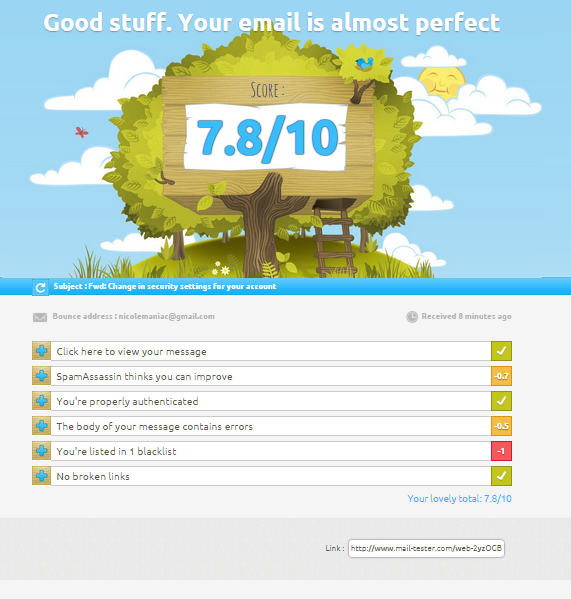 Good stuff. Your email is almost perfect
SCORE:
7.8/10
Subject : Fwd: Change in security settings for your account
Bounce address : nicolemaniac@gmail.com
Received 8 minutes ago
Click here to view your message
SpamAssassin thinks you can improve -0.7
You're properly authenticated
The body of your message contains errors -0.5
You're listed in 1 blacklist -1
No broken links
Your lovely total: 7.8/10
Link : http://www.mail-tester.com/web-2yzOGB